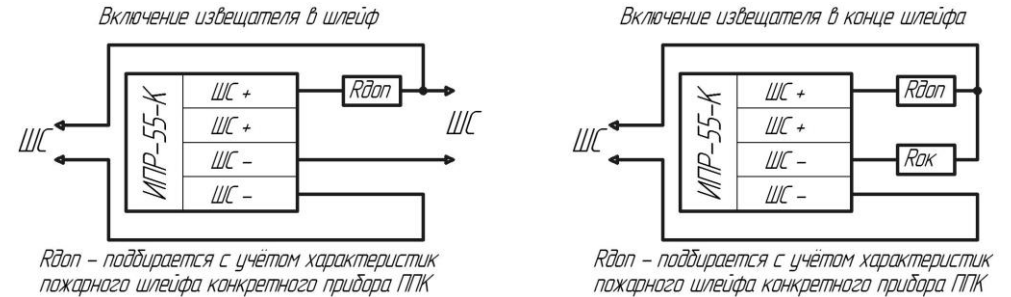 Включение извещателя в шлейф
ИПР-55-К
ШС +
ШС +
ШС -
ШС -
Rдоп
ШС
ШС
Rдоп – подбирается с учётом характеристик
пожарного шлейфа конкретного прибора ППК
Включение извещателя в конце шлейфа
ИПР-55-К
ШС +
ШС +
ШС -
ШС -
Rдоп
Rок
ШС
Rдоп – подбирается с учётом характеристик
пожарного шлейфа конкретного прибора ППК